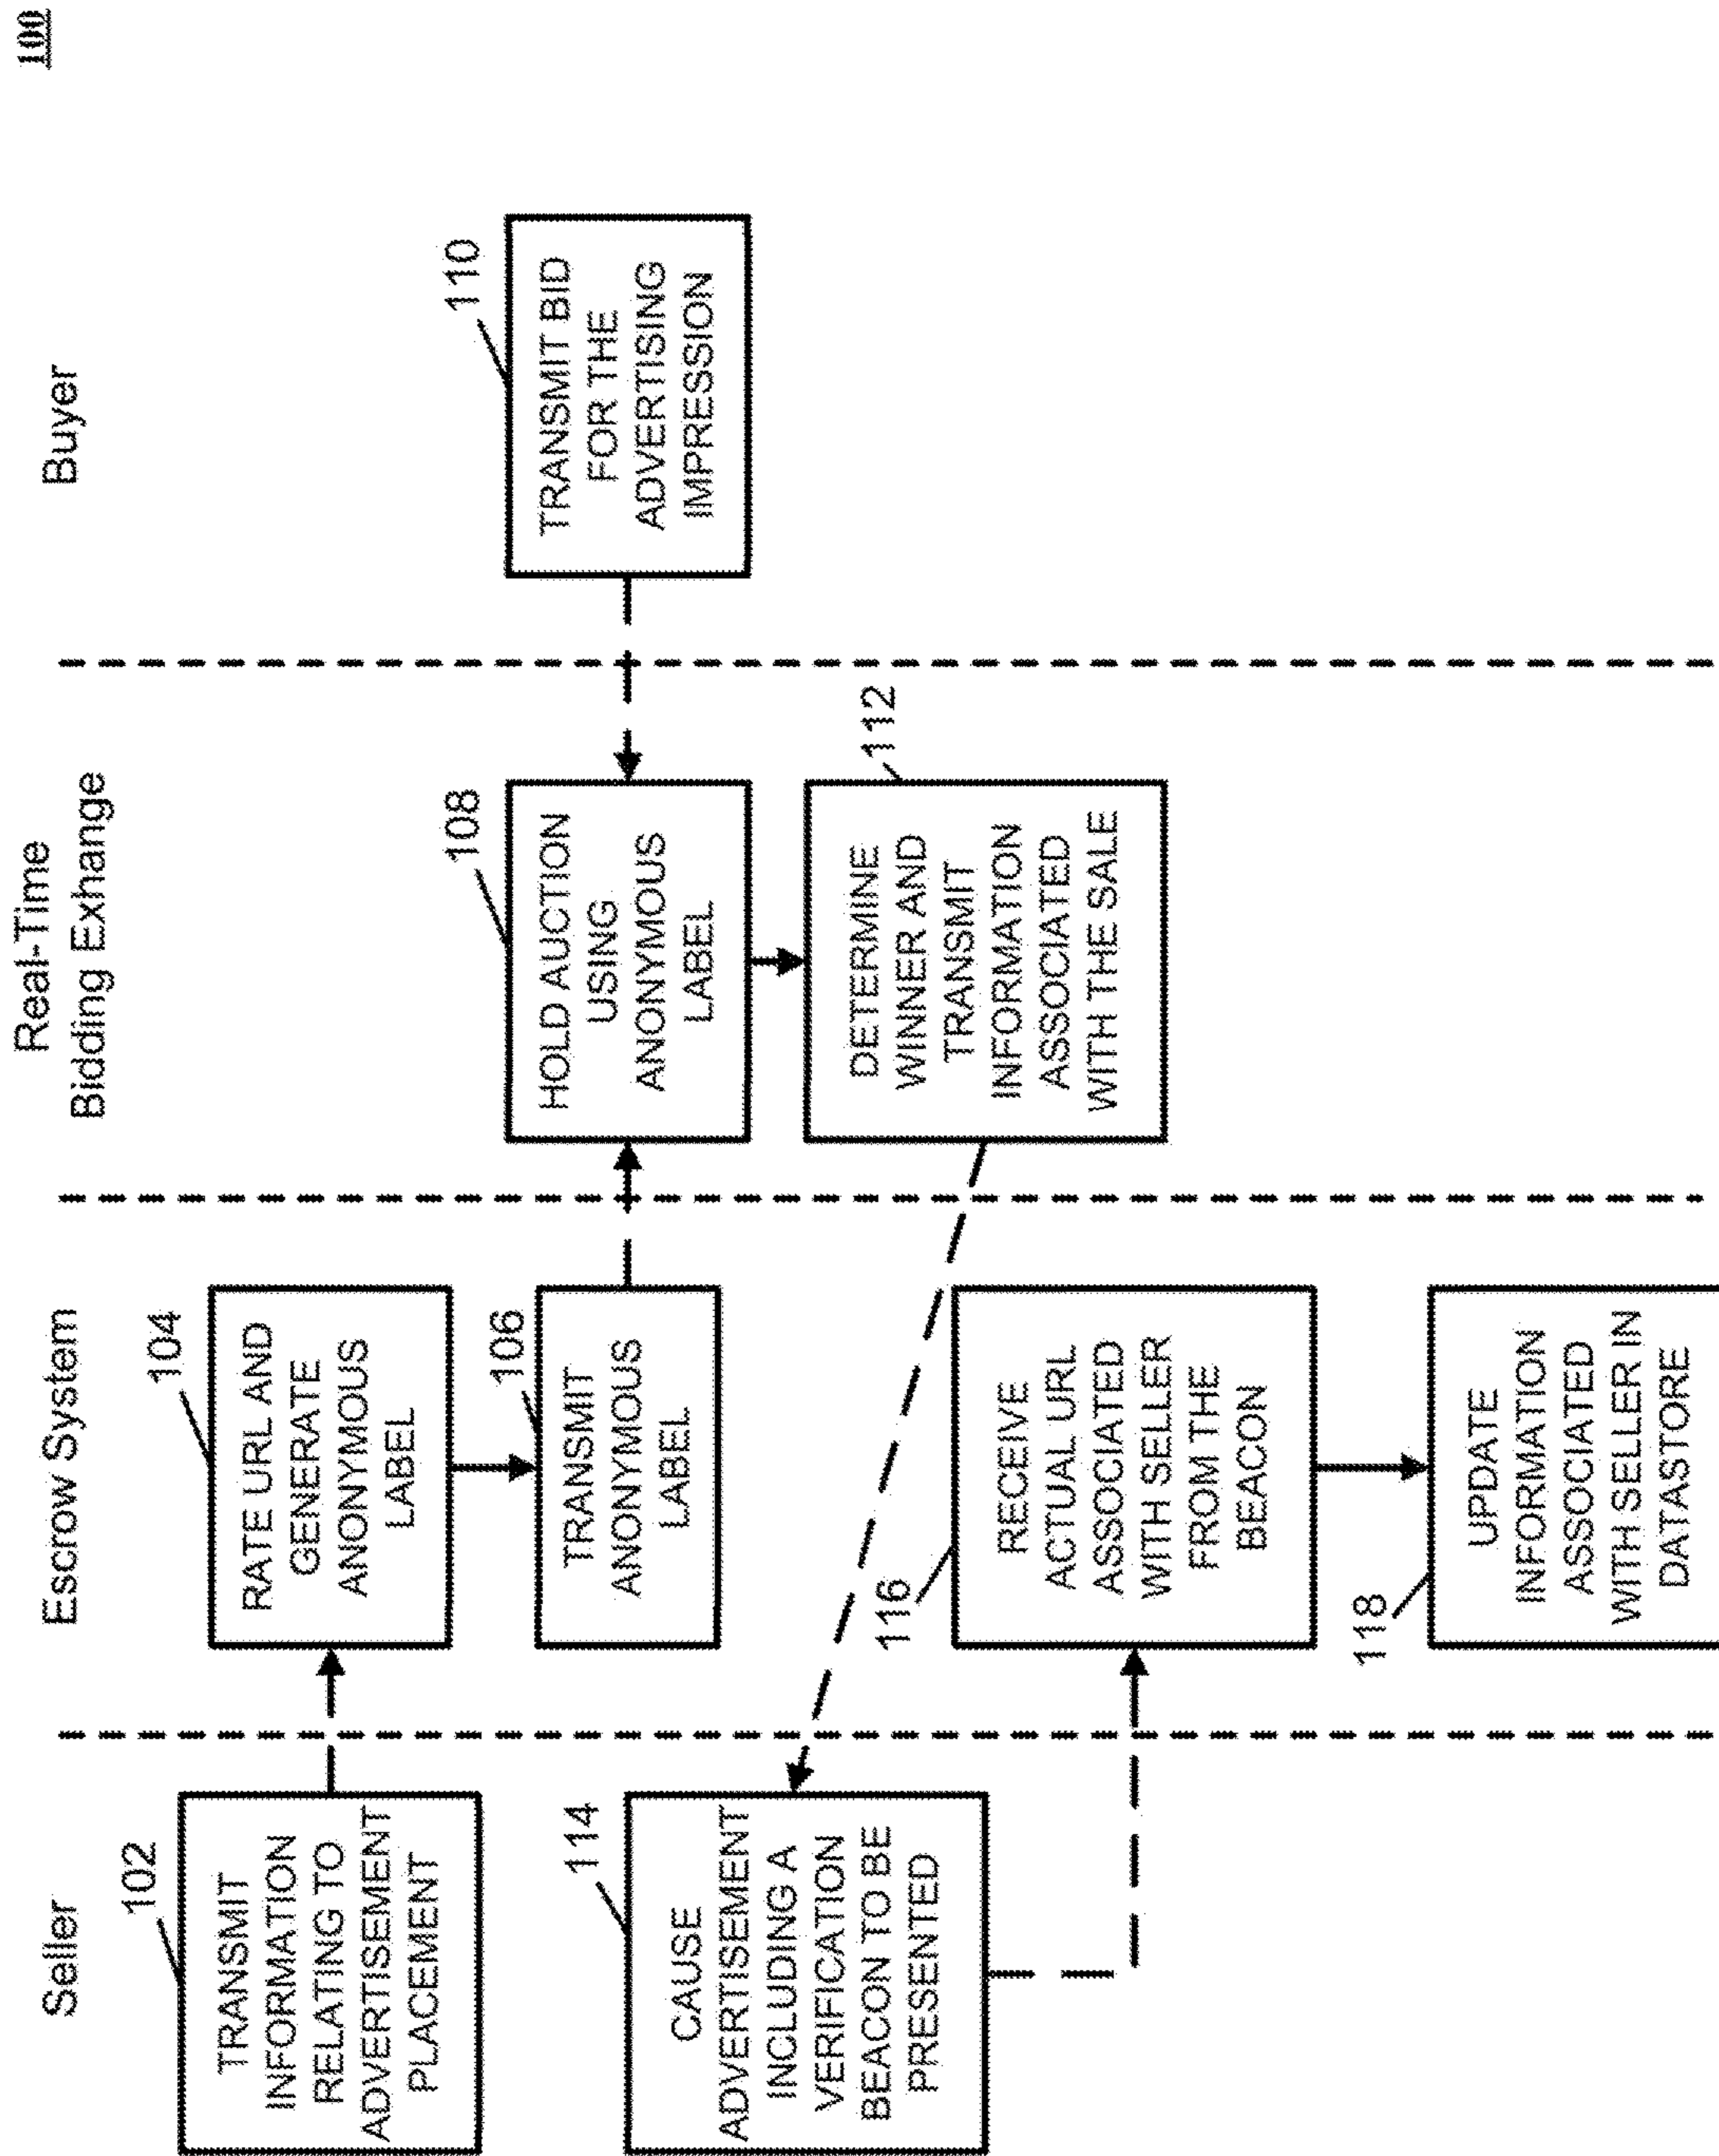 100
Seller
Escrow System
Real-Time
Bidding Exhange
Buyer
102
TRANSMIT
INFORMATION
RELATING TO
ADVERTISEMENT
PLACEMENT
104
RATE URL AND
GENERATE
ANONYMOUS
LABEL
106
TRANSMIT
ANONYMOUS
LABEL
108
HOLD AUCTION
USING
ANONYMOUS
LABEL
110
TRANSMIT BID
FOR THE
ADVERTISING
IMPRESSION
112
DETERMINE
WINNER AND
TRANSMIT
INFORMATION
ASSOCIATED
WITH THE SALE
114
CAUSE
ADVERTISEMENT
INCLUDING A
VERIFICATION
BEACON TO BE
PRESENTED
116
RECEIVE
ACTUAL URL
ASSOCIATED
WITH SELLER
FROM THE
BEACON
118
UPDATE
INFORMATION
ASSOCIATED
WITH SELLER IN
DATASTORE